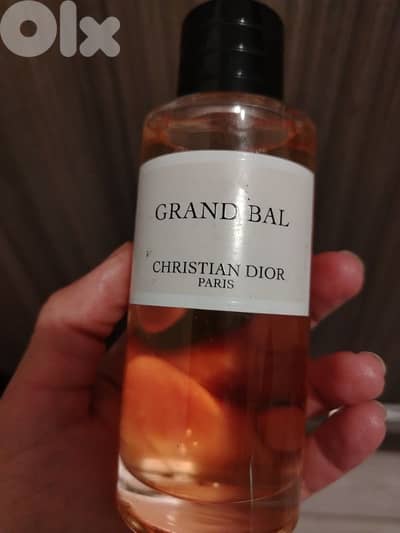 Olx
GRAND BAL
CHRISTIAN DIOR
PARIS